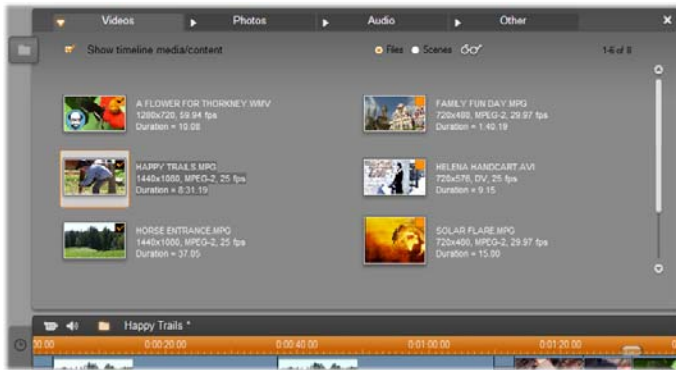 Videos
Photos
Audio
Other
Show timeline media/content
Files
Scenes
1-6 of 8
A FLOWER FOR THORKNEY.WMV
1280x720, 59.94 fps
Duration = 10.08
FAMILY FUN DAY.MPG
720x480, MPEG-2, 29.97 fps
Duration = 1:40.19
HAPPY TRAILS.MPG
1440x1080, MPEG-2, 25 fps
Duration = 8:31.19
HELENA HANDCART.AVI
720x576, DV, 25 fps
Duration = 9.15
HORSE ENTRANCE.MPG
1440x1080, MPEG-2, 25 fps
Duration = 37.05
SOLAR FLARE.MPG
720x480, MPEG-2, 29.97 fps
Duration = 15.00
Happy Trails *
00.00
0:00:20.00
0:00:40.00
0:01:00.00
0:01:20.00